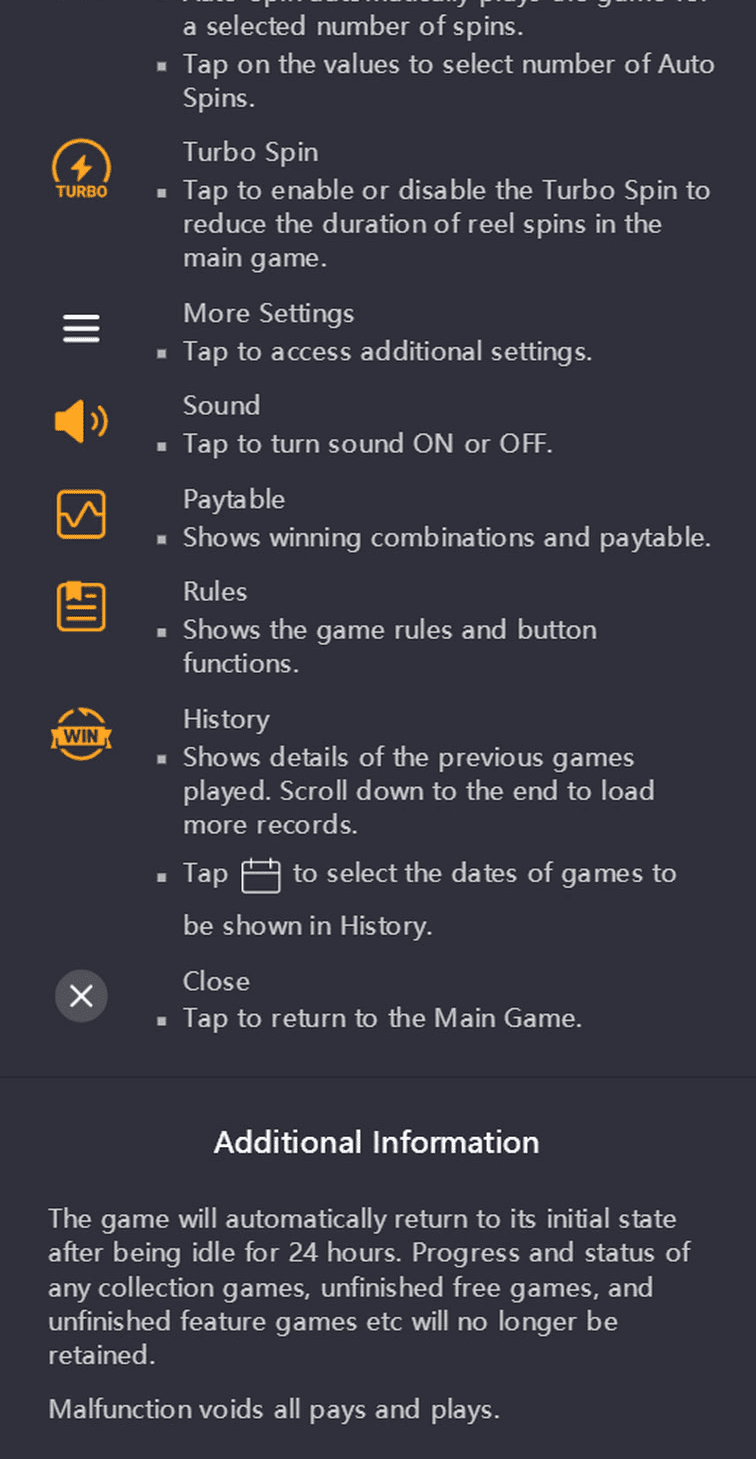 a selected number of spins.
▪ Tap on the values to select number of Auto
Spins.
Turbo Spin
TURBO
▪ Tap to enable or disable the Turbo Spin to
reduce the duration of reel spins in the
main game.
More Settings
▪ Tap to access additional settings.
Sound
▪ Tap to turn sound ON or OFF.
Paytable
▪ Shows winning combinations and paytable.
Rules
▪ Shows the game rules and button
functions.
History
WIN
▪ Shows details of the previous games
played. Scroll down to the end to load
more records.
▪ Tap to select the dates of games to
be shown in History.
Close
▪ Tap to return to the Main Game.
Additional Information
The game will automatically return to its initial state
after being idle for 24 hours. Progress and status of
any collection games, unfinished free games, and
unfinished feature games etc will no longer be
retained.
Malfunction voids all pays and plays.